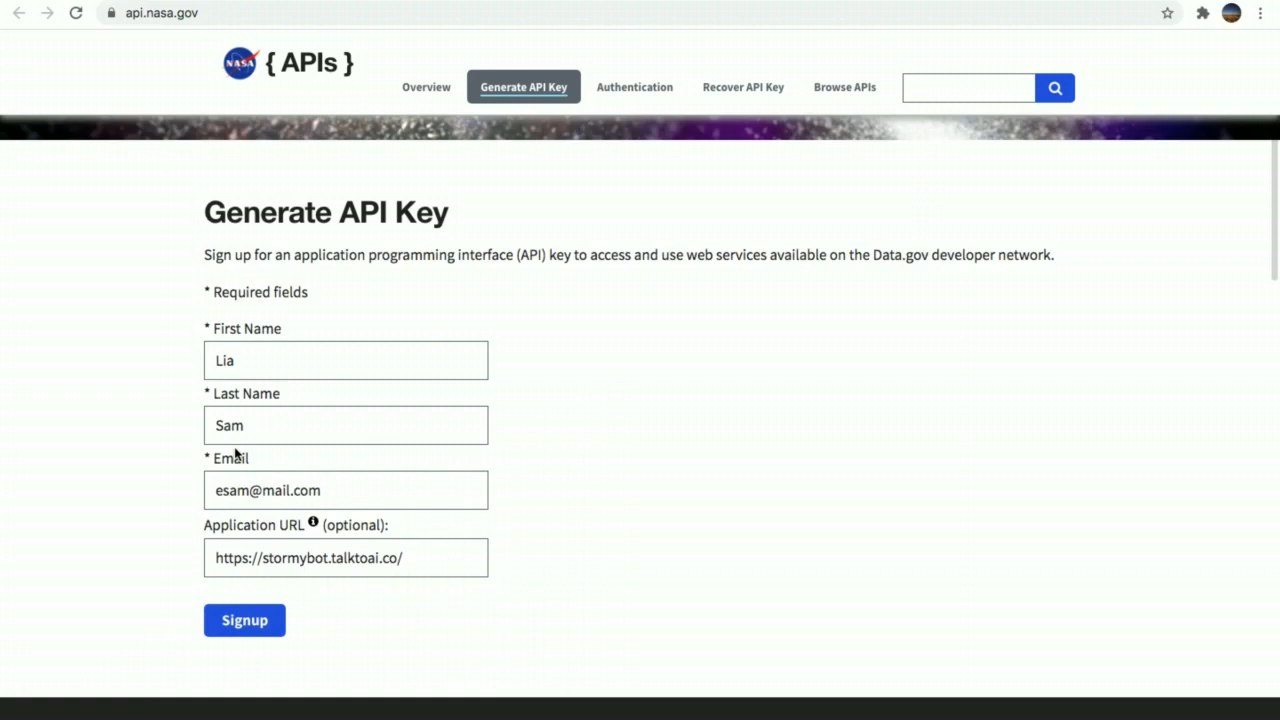 api.nasa.gov
NASA { APIs }
Overview Generate API Key Authentication Recover API Key Browse APIs
Generate API Key
Sign up for an application programming interface (API) key to access and use web services available on the Data.gov developer network.
* Required fields
* First Name
Lia
* Last Name
Sam
* Email
esam@mail.com
Application URL (optional):
https://stormybot.talktoai.co/
Signup